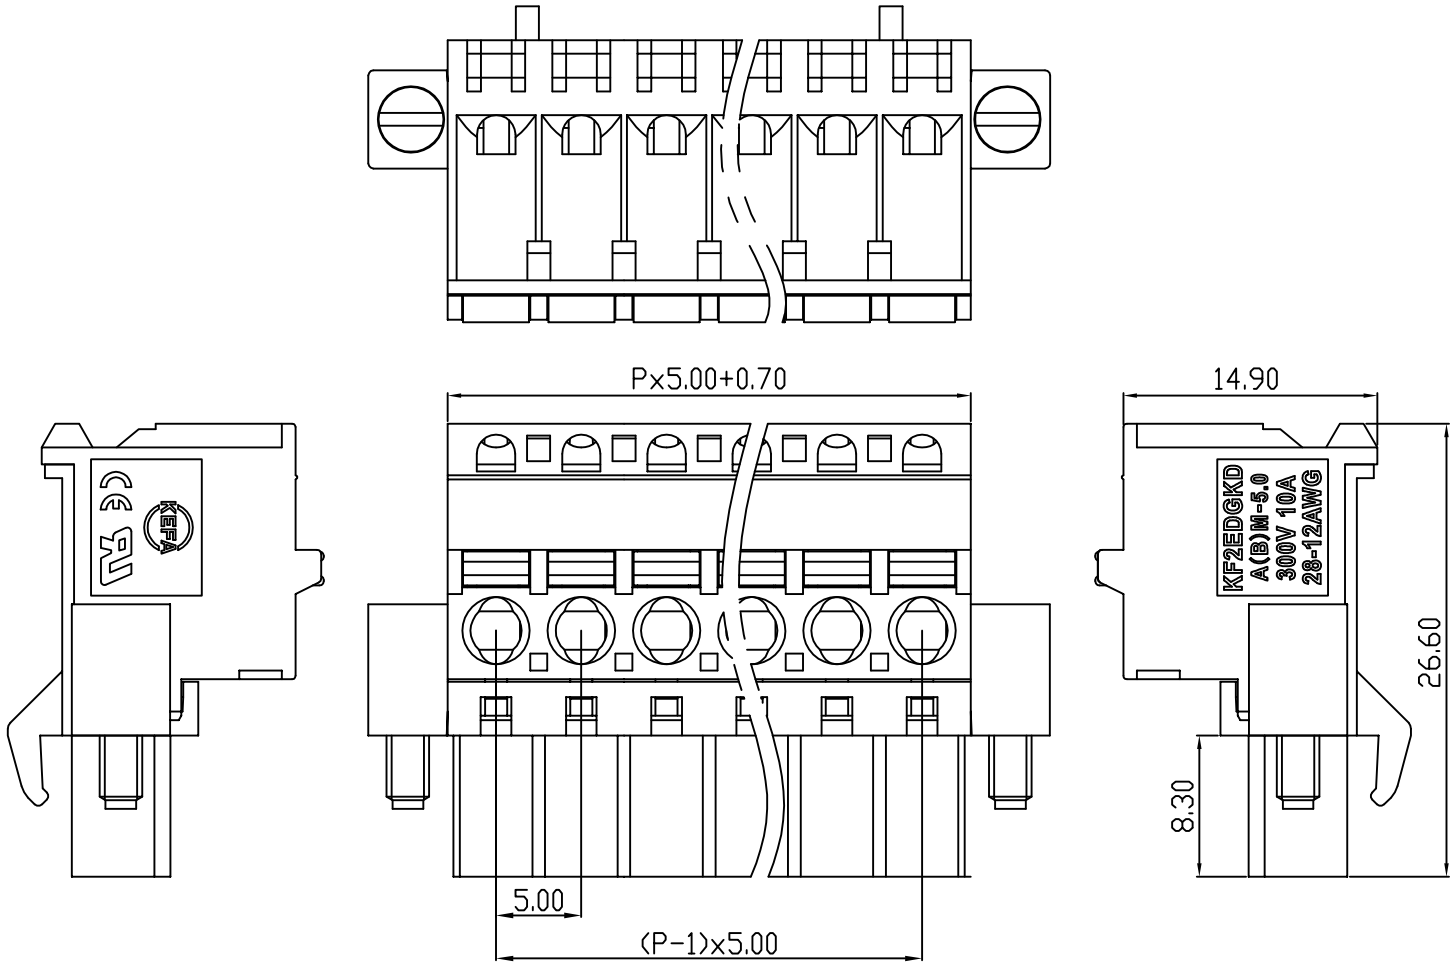 Px5.00+0.70
14.90
CE
KEFA
KF2EDGKD
A(B)M-5.0
300V 10A
28-12AWG
26.60
8.30
5.00
(P-1)x5.00